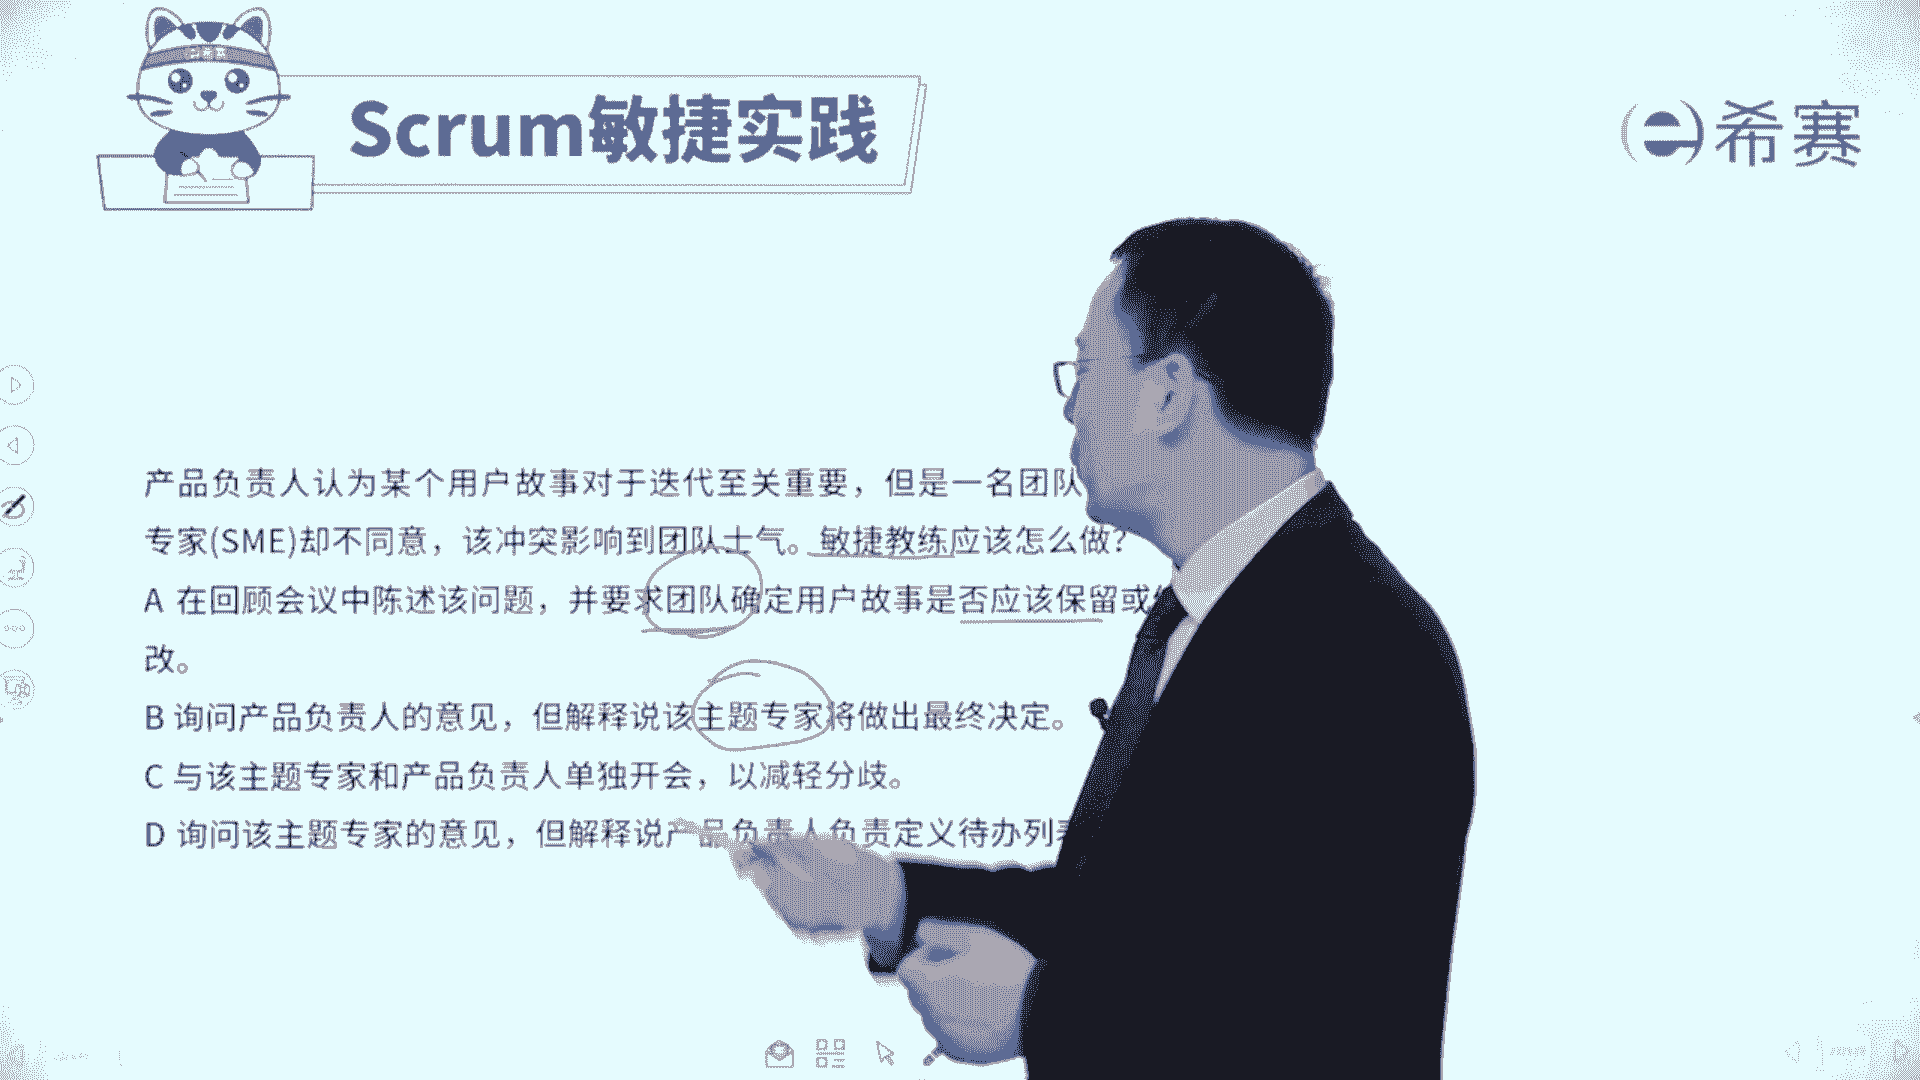 Scrum敏捷实践
希赛
产品负责人认为某个用户故事对于迭代至关重要，但是一名团队
专家(SME)却不同意，该冲突影响到团队士气。敏捷教练应该怎么做？
A 在回顾会议中陈述该问题，并要求团队确定用户故事是否应该保留或
改。
B 询问产品负责人的意见，但解释说该主题专家将做出最终决定。
C 与该主题专家和产品负责人单独开会，以减轻分歧。
D 询问该主题专家的意见，但解释说产品负责人负责定义待办列